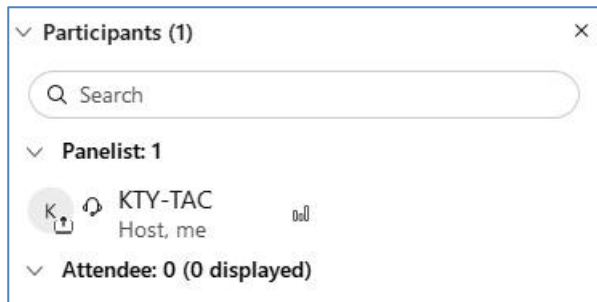 Participants (1)
Search
Panelist: 1
K
KTY-TAC
Host, me
Attendee: 0 (0 displayed)